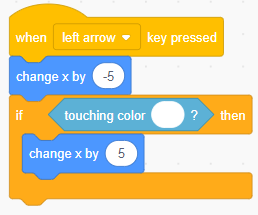 when left arrow key pressed
change x by -5
if touching color ? then
change x by 5